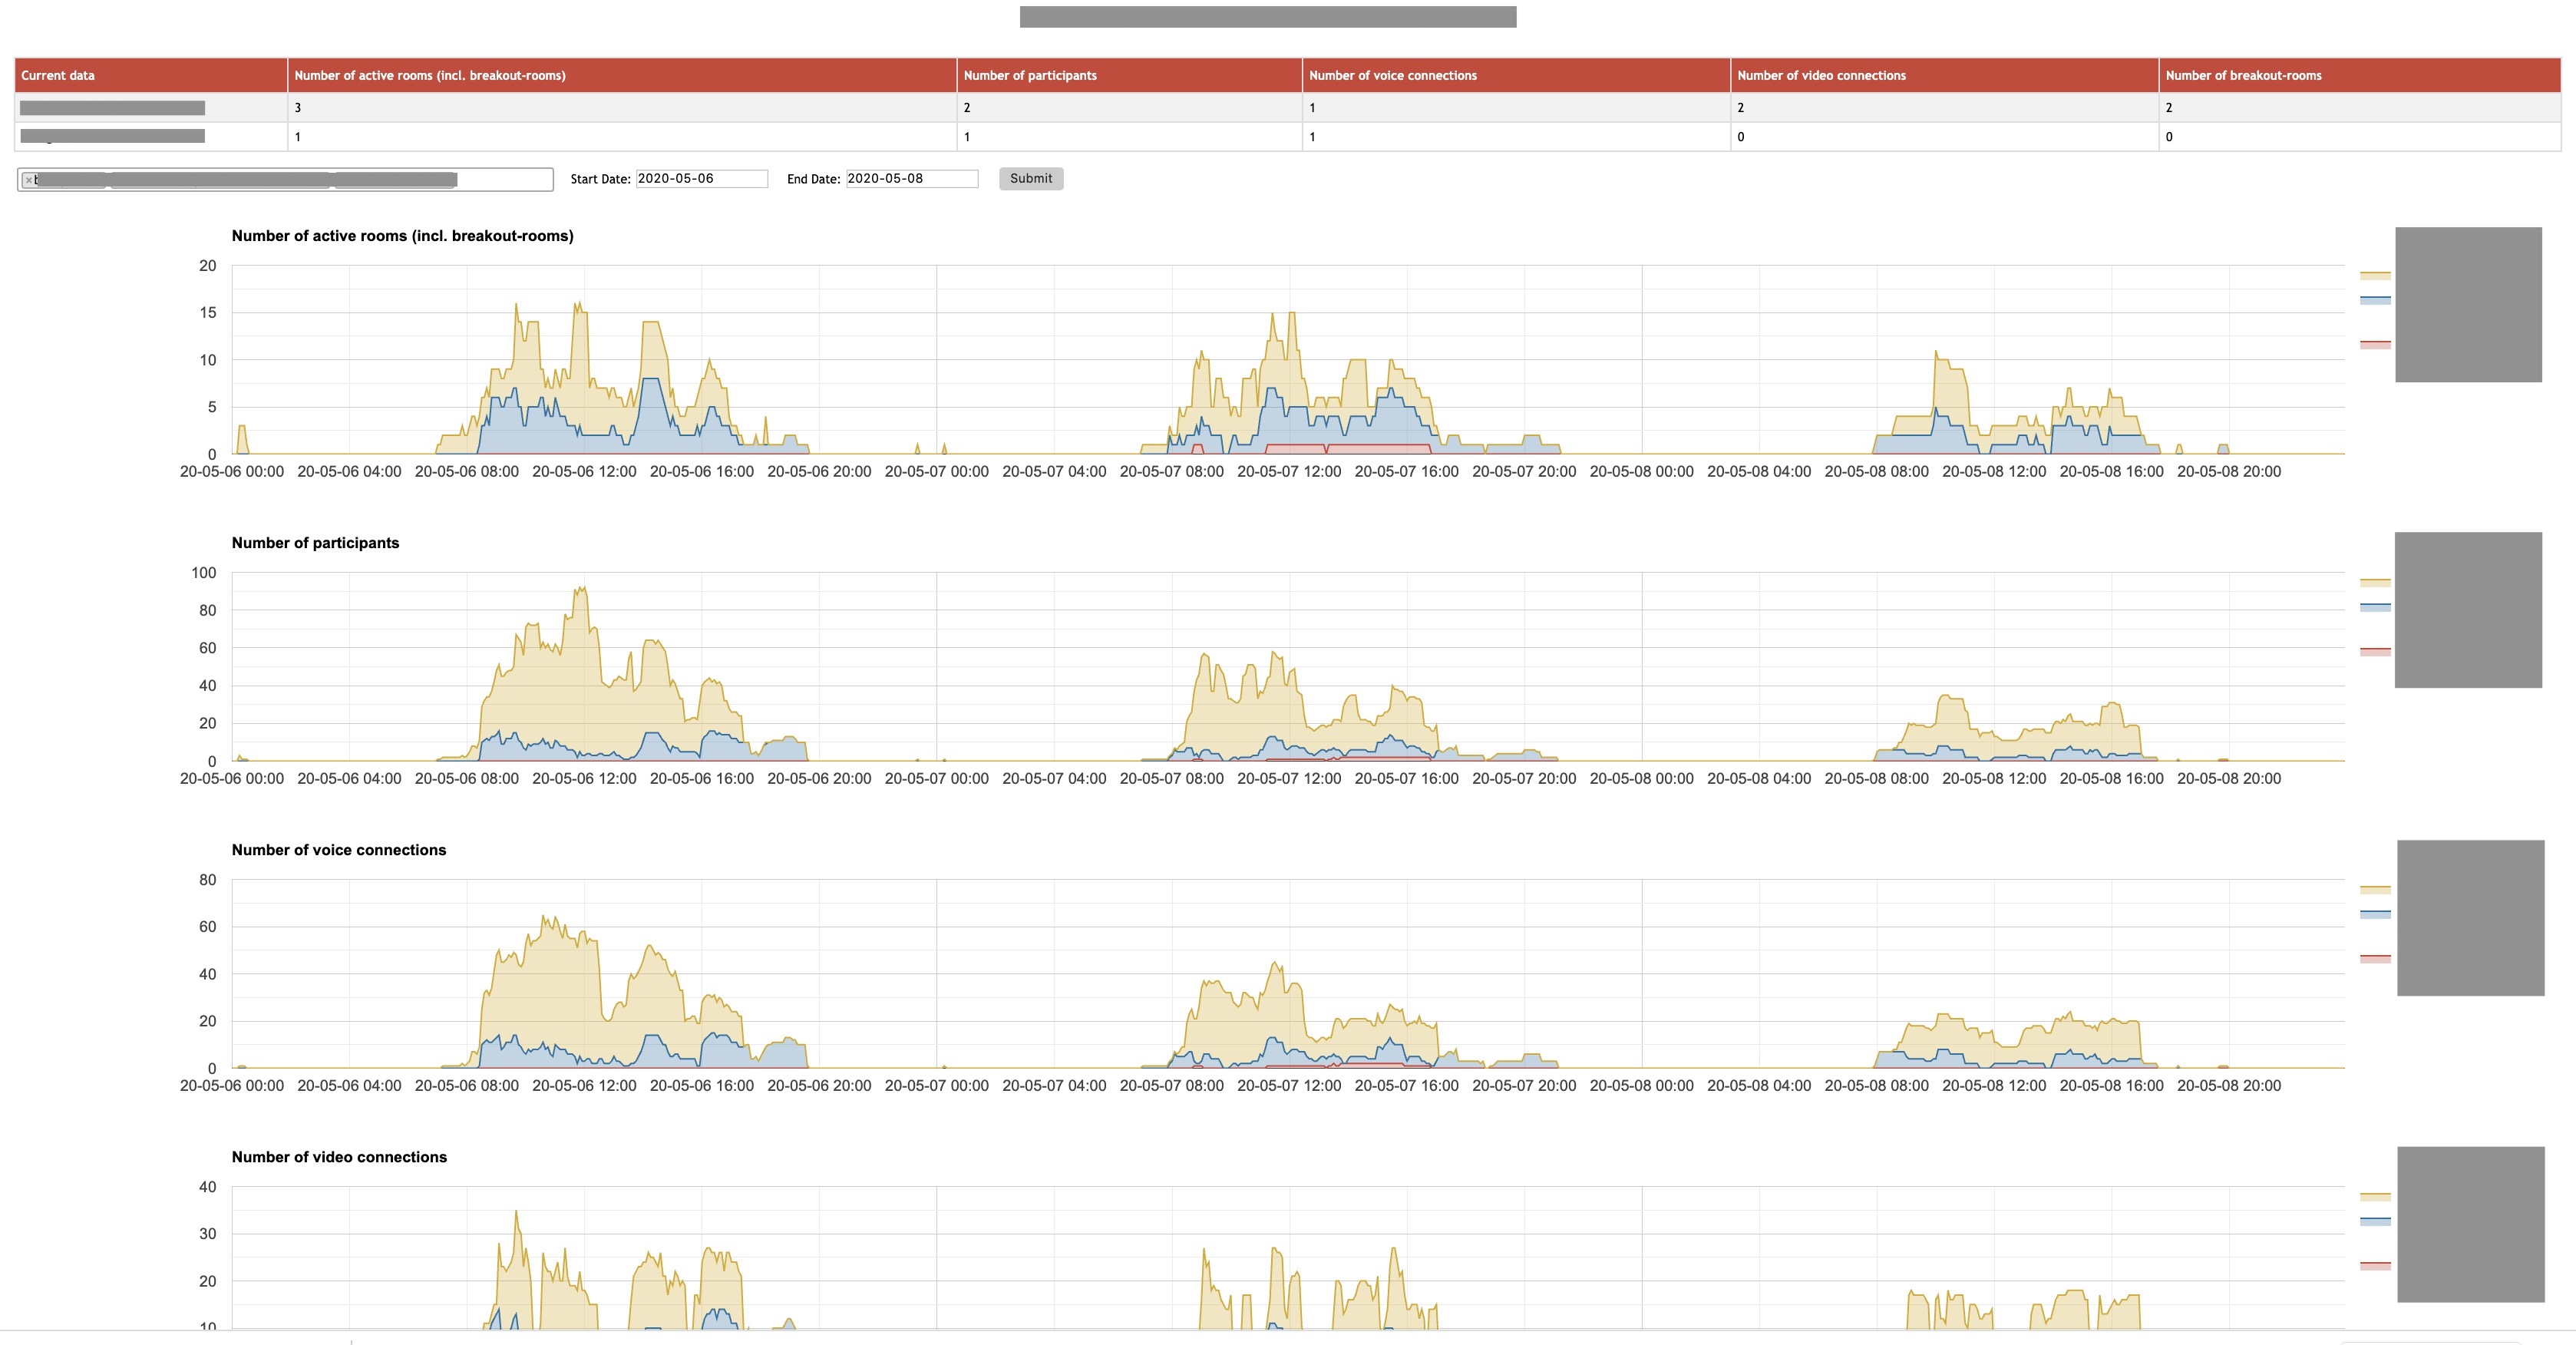 Current data Number of active rooms (incl. breakout-rooms) Number of participants Number of voice connections Number of video connections Number of breakout-rooms
3 2 1 2 2
1 1 1 0 0
× Start Date: 2020-05-06 End Date: 2020-05-08 Submit
Number of active rooms (incl. breakout-rooms)
20
15
10
5
0
20-05-06 00:00 20-05-06 04:00 20-05-06 08:00 20-05-06 12:00 20-05-06 16:00 20-05-06 20:00 20-05-07 00:00 20-05-07 04:00 20-05-07 08:00 20-05-07 12:00 20-05-07 16:00 20-05-07 20:00 20-05-08 00:00 20-05-08 04:00 20-05-08 08:00 20-05-08 12:00 20-05-08 16:00 20-05-08 20:00
Number of participants
100
80
60
40
20
0
20-05-06 00:00 20-05-06 04:00 20-05-06 08:00 20-05-06 12:00 20-05-06 16:00 20-05-06 20:00 20-05-07 00:00 20-05-07 04:00 20-05-07 08:00 20-05-07 12:00 20-05-07 16:00 20-05-07 20:00 20-05-08 00:00 20-05-08 04:00 20-05-08 08:00 20-05-08 12:00 20-05-08 16:00 20-05-08 20:00
Number of voice connections
80
60
40
20
0
20-05-06 00:00 20-05-06 04:00 20-05-06 08:00 20-05-06 12:00 20-05-06 16:00 20-05-06 20:00 20-05-07 00:00 20-05-07 04:00 20-05-07 08:00 20-05-07 12:00 20-05-07 16:00 20-05-07 20:00 20-05-08 00:00 20-05-08 04:00 20-05-08 08:00 20-05-08 12:00 20-05-08 16:00 20-05-08 20:00
Number of video connections
40
30
20
10